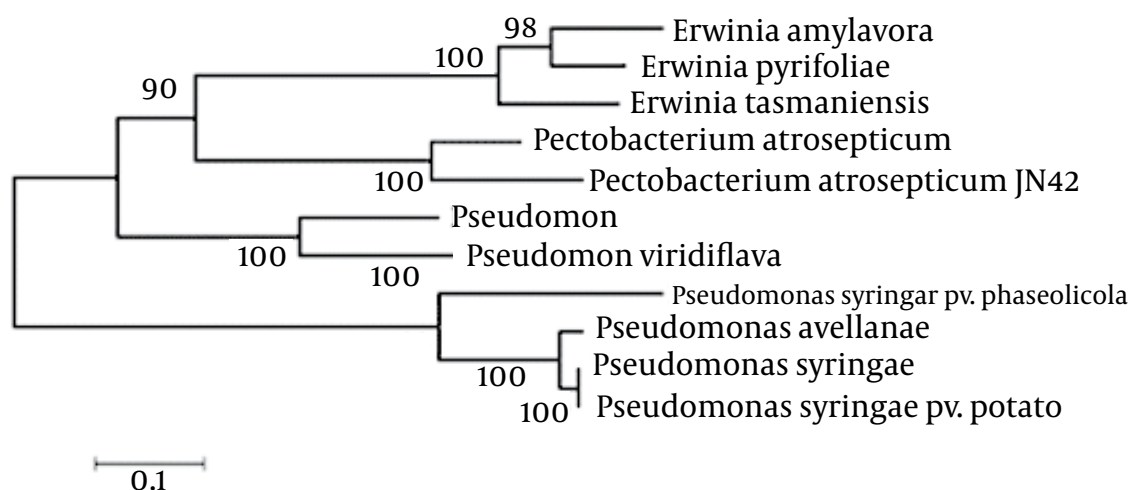 98 Erwinia amylavora
100 Erwinia pyrifoliae
90 Erwinia tasmaniensis
Pectobacterium atrosepticum
100 Pectobacterium atrosepticum JN42
Pseudomon
100 Pseudomon viridiflava
100
Pseudomonas syringar pv. phaseolicola
Pseudomonas avellanae
100 Pseudomonas syringae
100 Pseudomonas syringae pv. potato
0.1